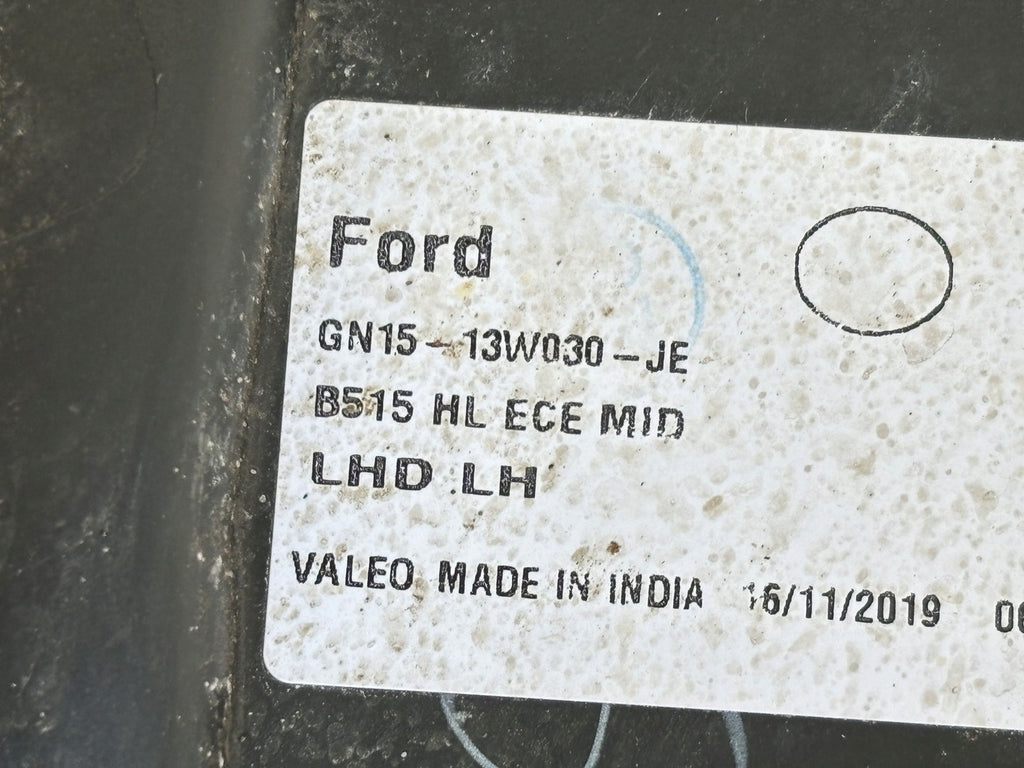 Ford
GN15-13W030-JE
B515 HL ECE MID
LHD LH
VALEO MADE IN INDIA 16/11/2019